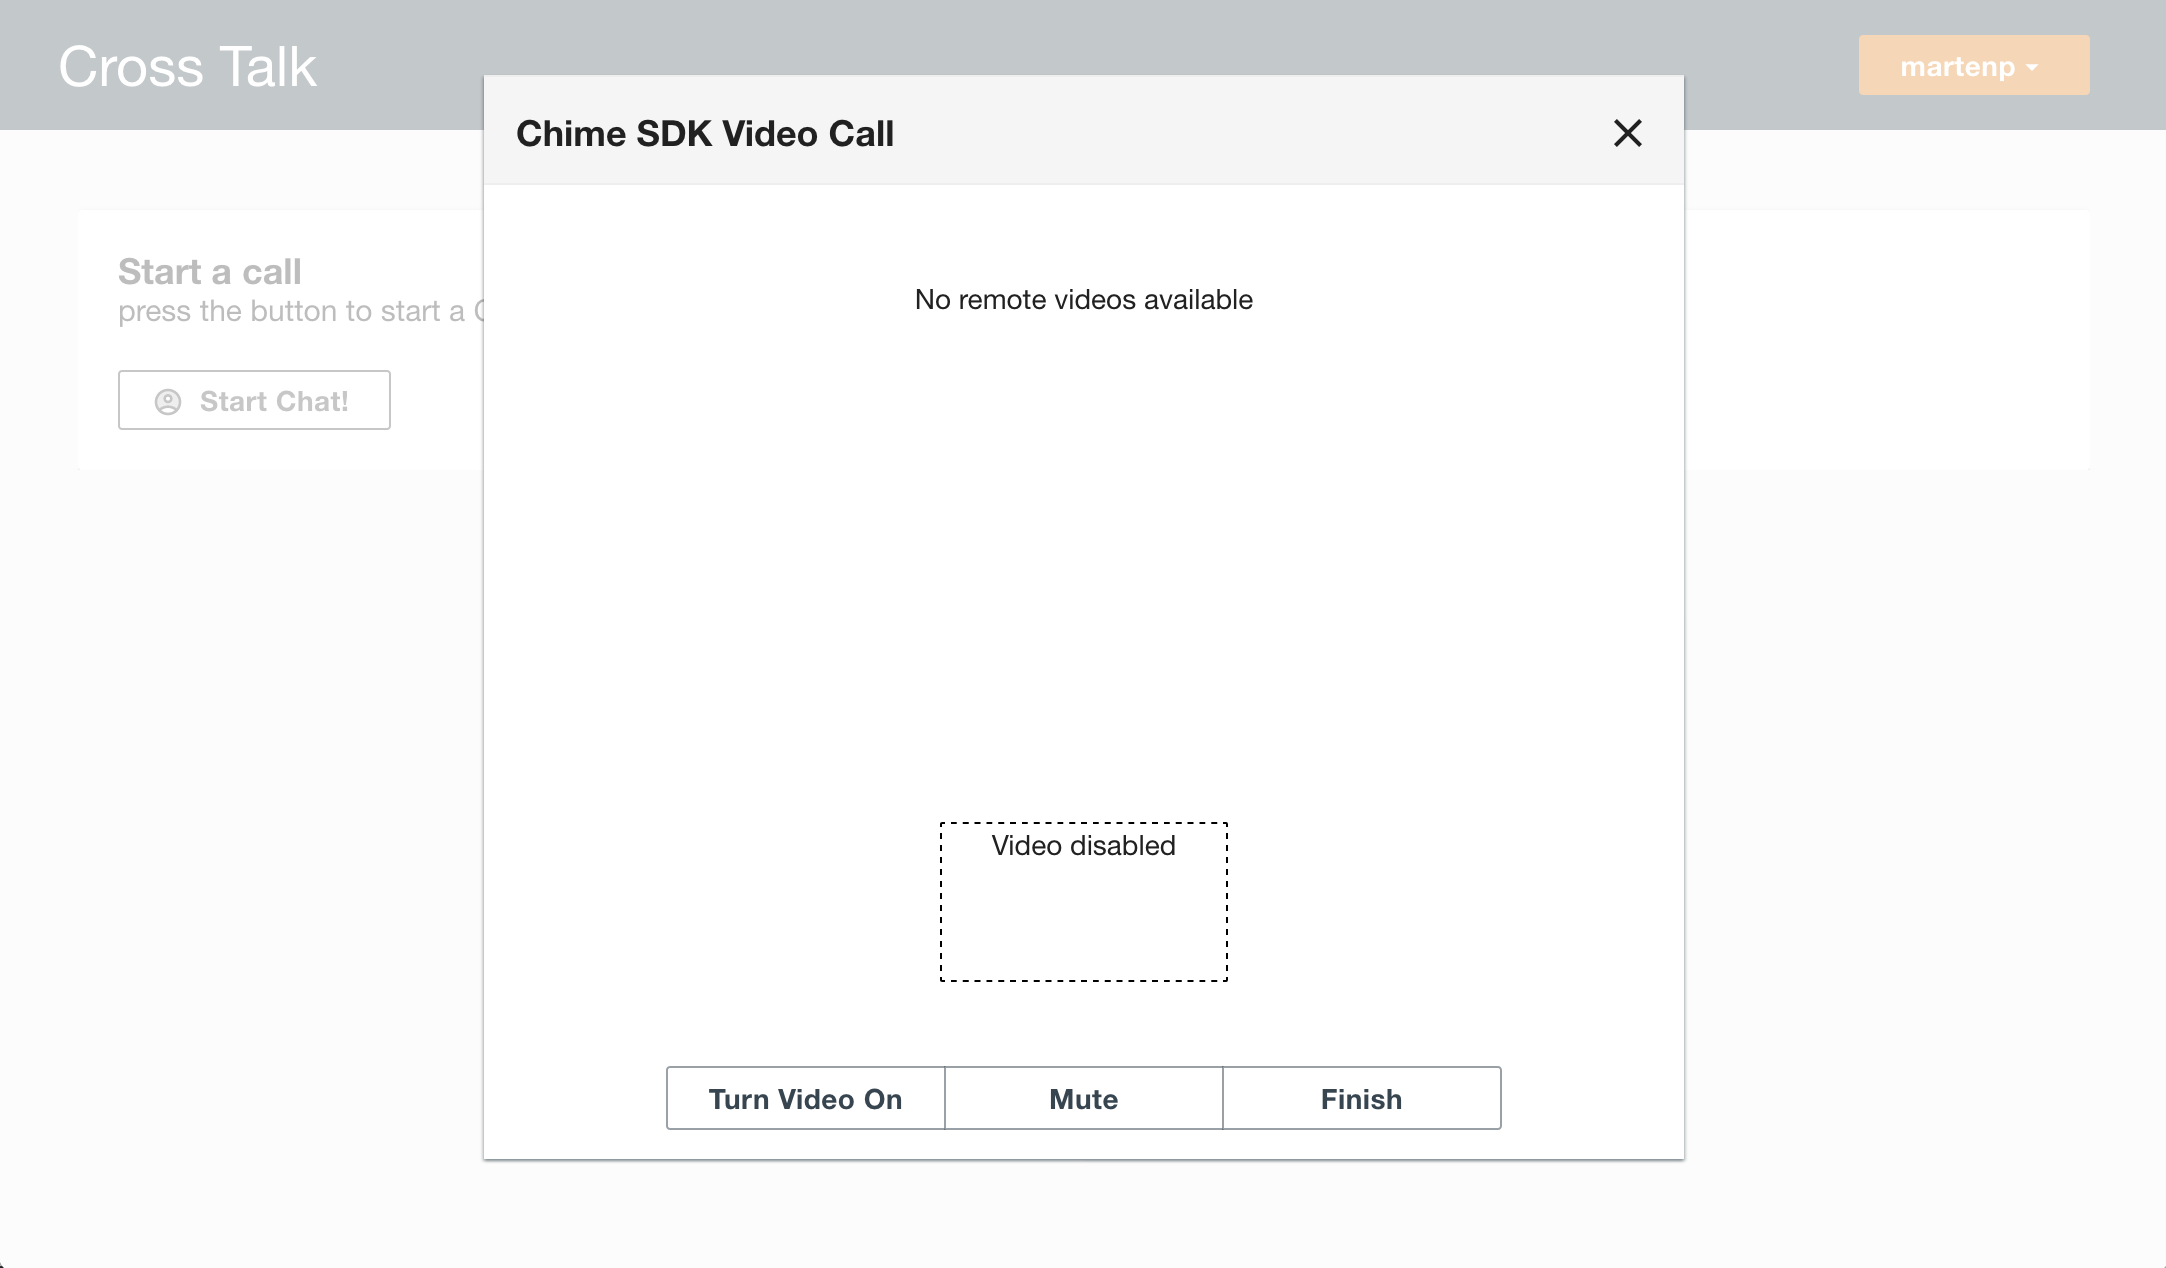 Cross Talk
martenp
Chime SDK Video Call
Start a call
press the button to start a
Start Chat!
No remote videos available
Video disabled
Turn Video On
Mute
Finish